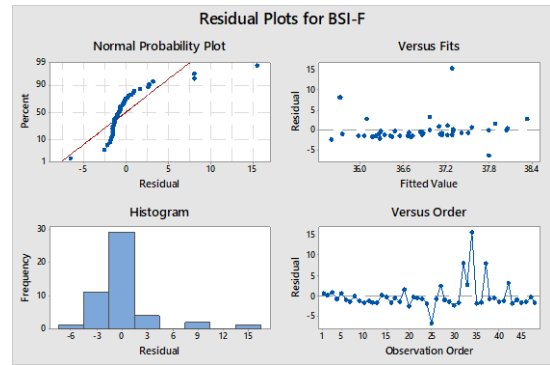 Residual Plots for BSI-F
Normal Probability Plot
99
90
50
10
1
Percent
-5 0 5 10 15
Residual
Versus Fits
15
10
5
0
-5
Residual
36.0 36.6 37.2 37.8 38.4
Fitted Value
Histogram
30
20
10
0
Frequency
-6 -3 0 3 6 9 12 15
Residual
Versus Order
15
10
5
0
-5
Residual
1 5 10 15 20 25 30 35 40 45
Observation Order